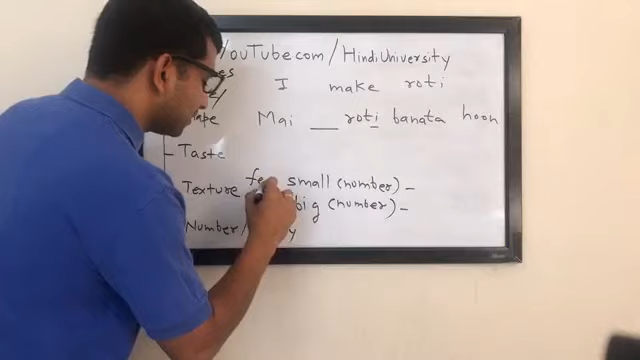 YouTube.com/HindiUniversity
I make roti
Mai ___ roti banata hoon
Taste
Texture small (number) -
big (number) -
Number/